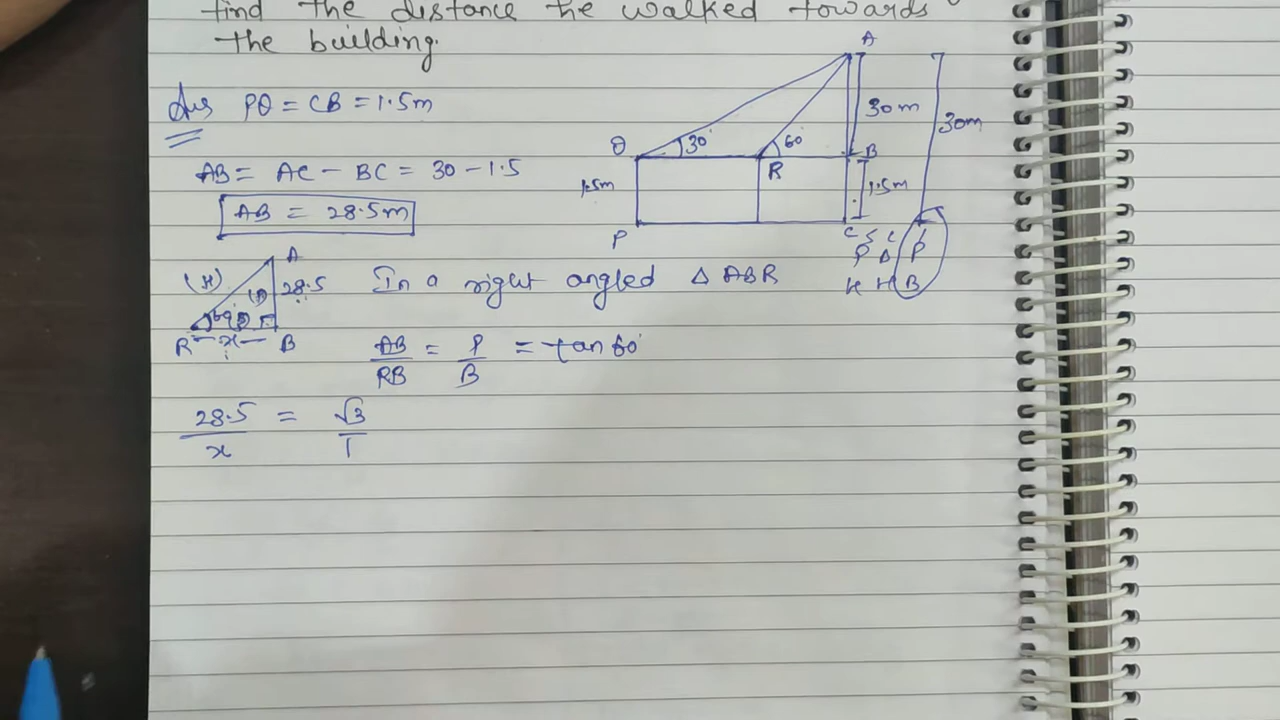 find the distance he walked towards
the building.
Ans PQ = CB = 1.5m
AB = AC - BC = 30 - 1.5
AB = 28.5m
A
30m
30m
Q 30° 60° B
R
1.5m 1.5m
P C
S C T
P A P
H H B
A
(H) (P) 28.5
60° (B)
R x B
In a right angled △ ABR
AB/RB = P/B = tan 60°
28.5/x = √3/1